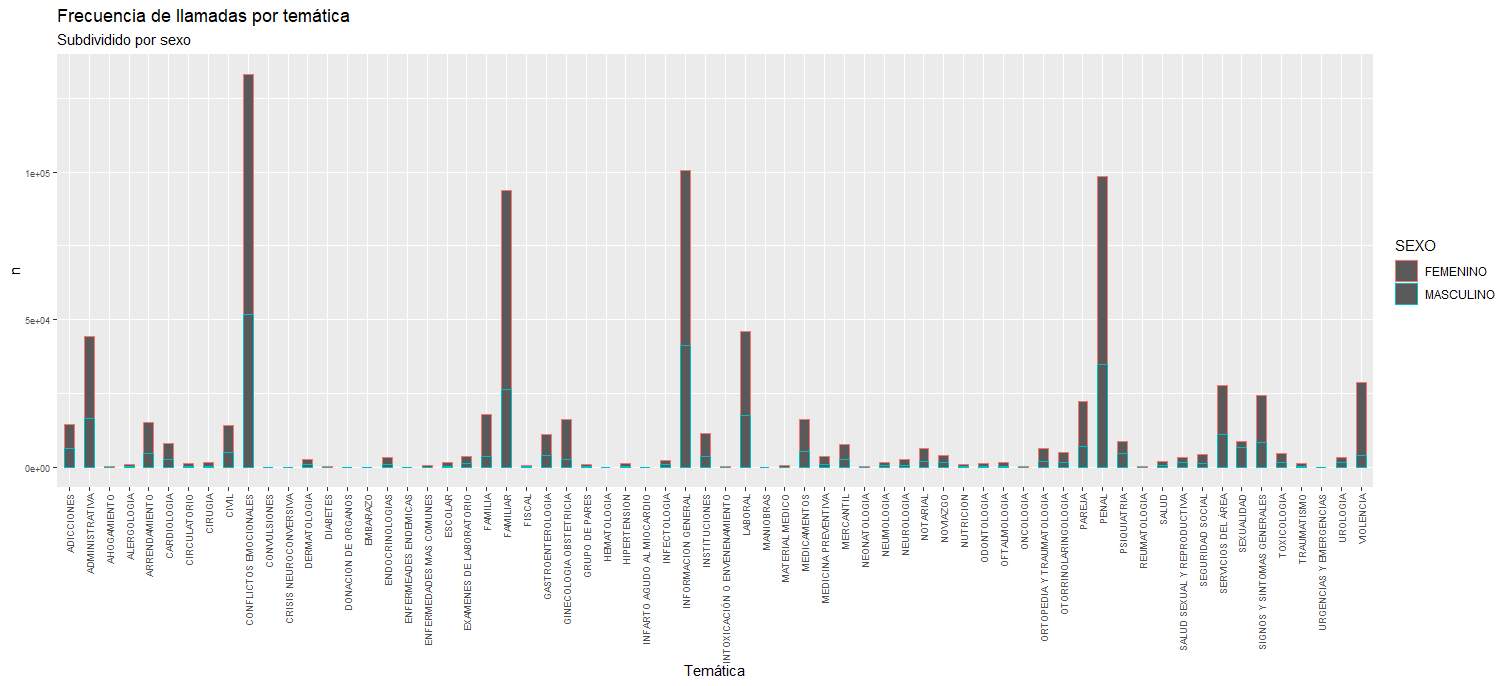 Frecuencia de llamadas por temática
Subdividido por sexo
n
1e+05
5e+04
0e+00
ADICCIONES
ADMINISTRATIVA
AHOGAMIENTO
ALERGOLOGIA
ARRENDAMIENTO
CARDIOLOGIA
CIRCULATORIO
CIRUGIA
CIVIL
CONFLICTOS EMOCIONALES
CONVULSIONES
CRISIS NEUROCONVERSIVA
DERMATOLOGIA
DIABETES
DONACION DE ORGANOS
EMBARAZO
ENDOCRINOLOGIAS
ENFERMEADES ENDEMICAS
ENFERMEDADES MAS COMUNES
ESCOLAR
EXAMENES DE LABORATORIO
FAMILIA
FAMILIAR
FISCAL
GASTROENTEROLOGIA
GINECOLOGIA OBSTETRICIA
GRUPO DE PARES
HEMATOLOGIA
HIPERTENSION
INFARTO AGUDO AL MIOCARDIO
INFECTOLOGIA
INFORMACION GENERAL
INSTITUCIONES
INTOXICACIÓN O ENVENENAMIENTO
LABORAL
MANIOBRAS
MATERIAL MEDICO
MEDICAMENTOS
MEDICINA PREVENTIVA
MERCANTIL
NEONATOLOGIA
NEUMOLOGIA
NEUROLOGIA
NOTARIAL
NOVIAZGO
NUTRICION
ODONTOLOGIA
OFTALMOLOGIA
ONCOLOGIA
ORTOPEDIA Y TRAUMATOLOGIA
OTORRINOLARINGOLOGIA
PAREJA
PENAL
PSIQUIATRIA
REUMATOLOGIA
SALUD
SALUD SEXUAL Y REPRODUCTIVA
SEGURIDAD SOCIAL
SERVICIOS DEL ÁREA
SEXUALIDAD
SIGNOS Y SINTOMAS GENERALES
TOXICOLOGIA
TRAUMATISMO
URGENCIAS Y EMERGENCIAS
UROLOGIA
VIOLENCIA
Temática
SEXO
FEMENINO
MASCULINO